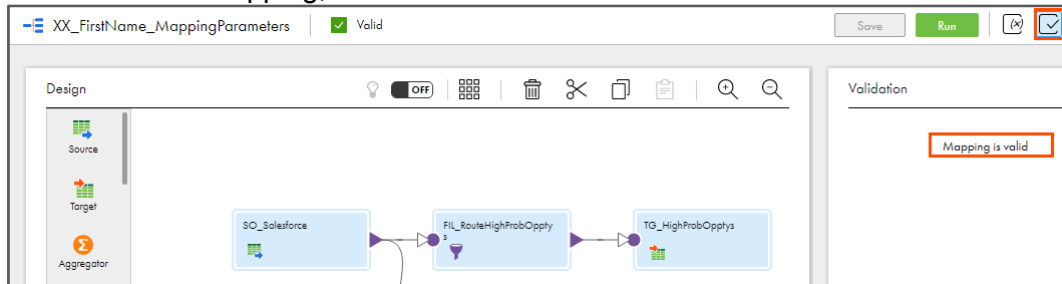 XX_FirstName_MappingParameters
Valid
Save
Run
(x)
Design
OFF
Validation
Source
Mapping is valid
Target
SO_Salesforce
FIL_RouteHighProbOppty
s
TG_HighProbOpptys
Aggregator